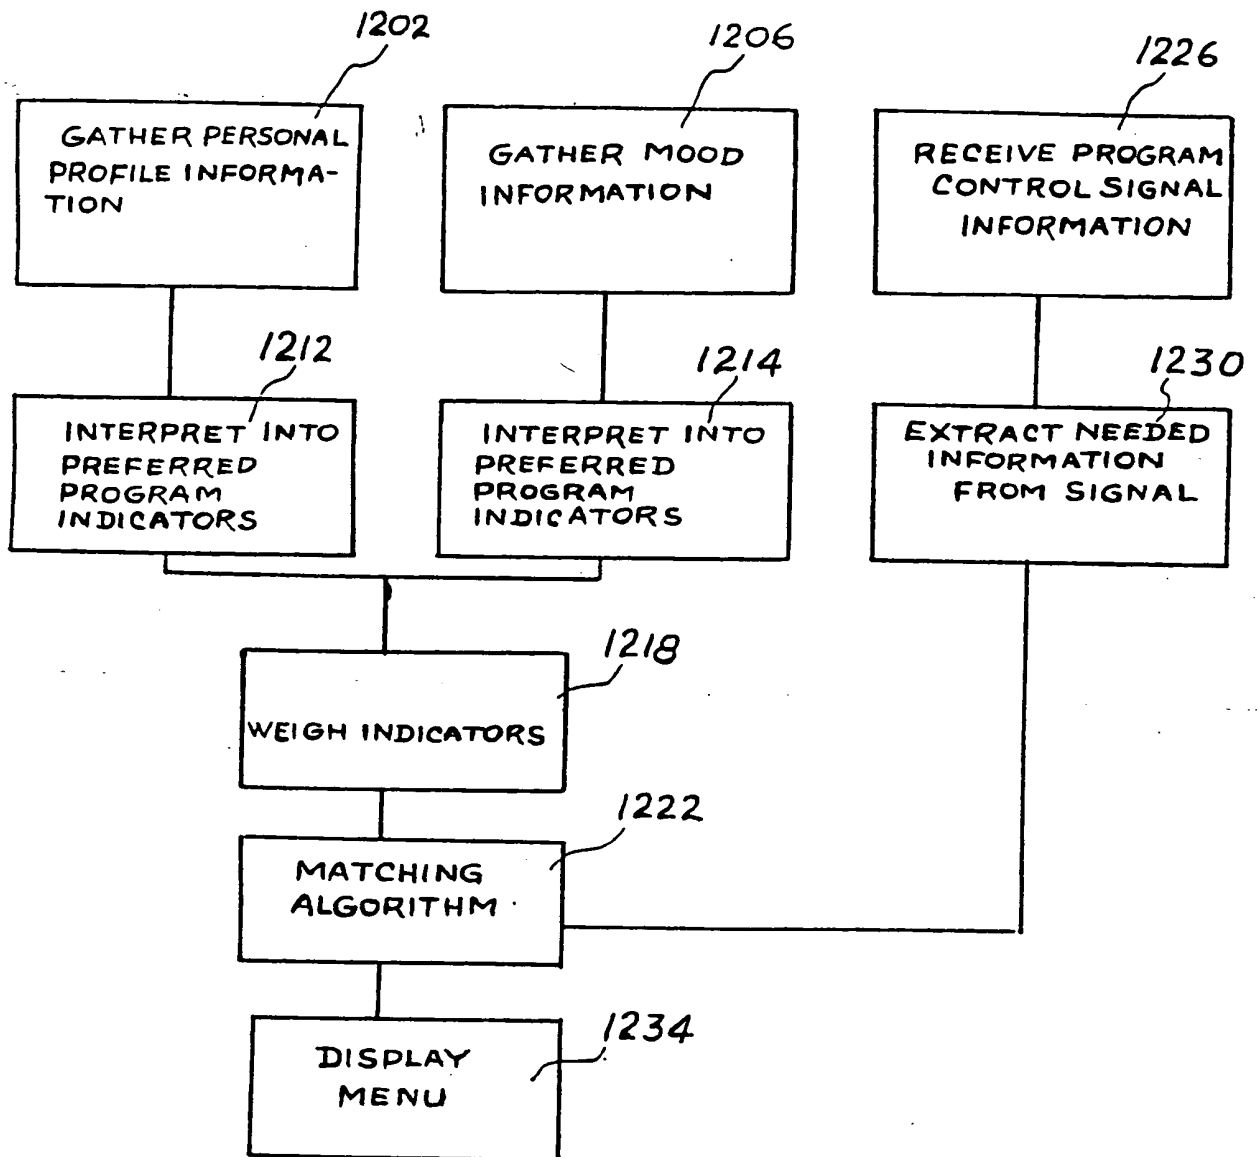 1202
GATHER PERSONAL
PROFILE INFORMA-
TION
1206
GATHER MOOD
INFORMATION
1226
RECEIVE PROGRAM
CONTROL SIGNAL
INFORMATION
1212
INTERPRET INTO
PREFERRED
PROGRAM
INDICATORS
1214
INTERPRET INTO
PREFERRED
PROGRAM
INDICATORS
1230
EXTRACT NEEDED
INFORMATION
FROM SIGNAL
1218
WEIGH INDICATORS
1222
MATCHING
ALGORITHM
1234
DISPLAY
MENU